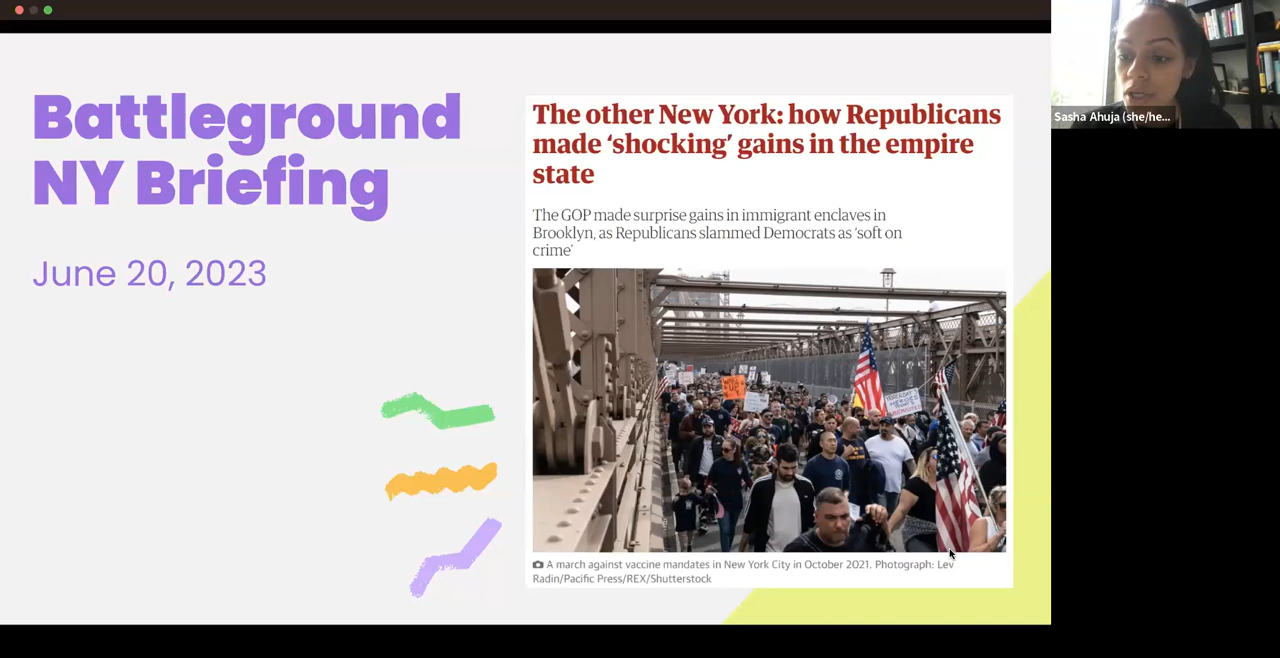 Battleground
NY Briefing
June 20, 2023
The other New York: how Republicans
made ‘shocking’ gains in the empire
state
The GOP made surprise gains in immigrant enclaves in
Brooklyn, as Republicans slammed Democrats as ‘soft on
crime’
A march against vaccine mandates in New York City in October 2021. Photograph: Lev
Radin/Pacific Press/REX/Shutterstock
Sasha Ahuja (she/he...